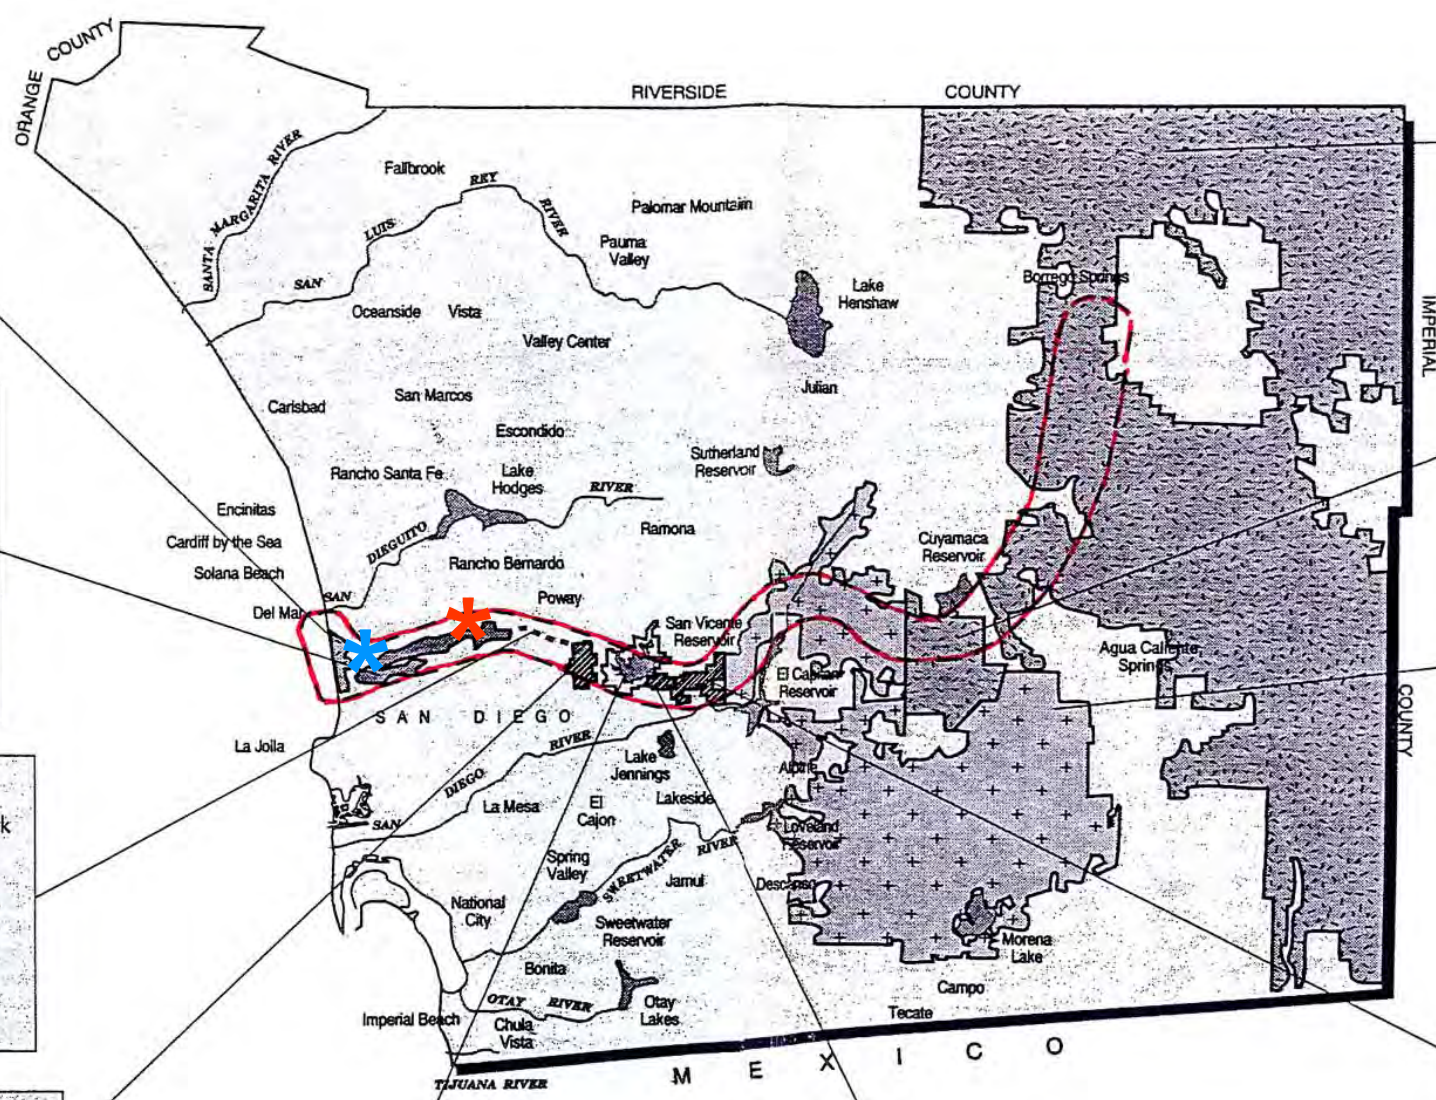 ORANGE COUNTY
RIVERSIDE COUNTY
SANTA MARGARITA RIVER
Fallbrook
SAN LUIS REY RIVER
Palomar Mountain
Pauma
Valley
Borrego Springs
Lake
Henshaw
IMPERIAL
COUNTY
Oceanside
Vista
Valley Center
Julian
Carlsbad
San Marcos
Escondido
Sutherland
Reservoir
Rancho Santa Fe
Lake
Hodges
RIVER
Encinitas
SAN DIEGUITO
Ramona
Cardiff by the Sea
Cuyamaca
Reservoir
Rancho Bernardo
Solana Beach
Del Mar
Poway
San Vicente
Reservoir
Agua Caliente
Springs
El Capitan
Reservoir
SAN DIEGO
La Jolla
SAN DIEGO RIVER
Lake
Jennings
Alpine
La Mesa
El
Cajon
Lakeside
k
Loveland
Reservoir
SWEETWATER RIVER
Spring
Valley
Jamul
Descanso
National
City
Sweetwater
Reservoir
Morena
Lake
Bonita
Campo
OTAY RIVER
Otay
Lakes
Imperial Beach
Chula
Vista
Tecate
MEXICO
TIJUANA RIVER